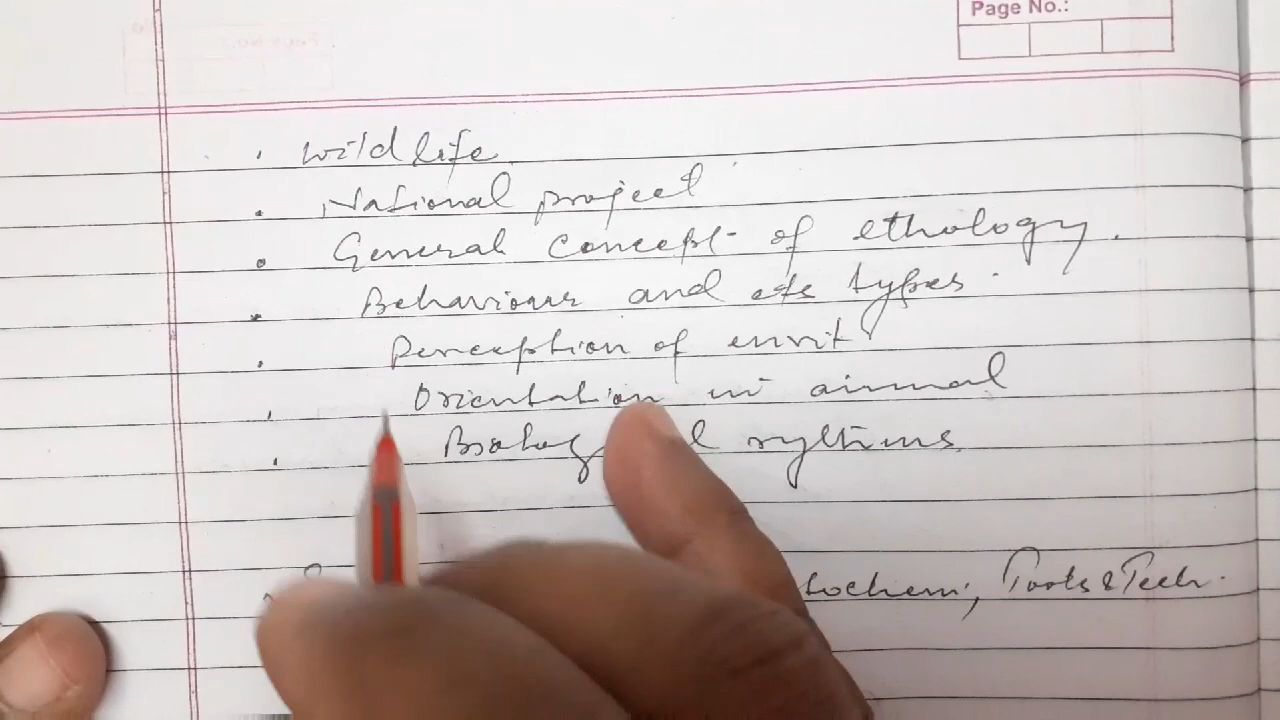 Page No.:
. Wild life
. National project
. General Concept of ethology.
. Behaviour and its types.
. Perception of envit
. Orientation in animal
. l rythms
tochemi, Tools & Tech.